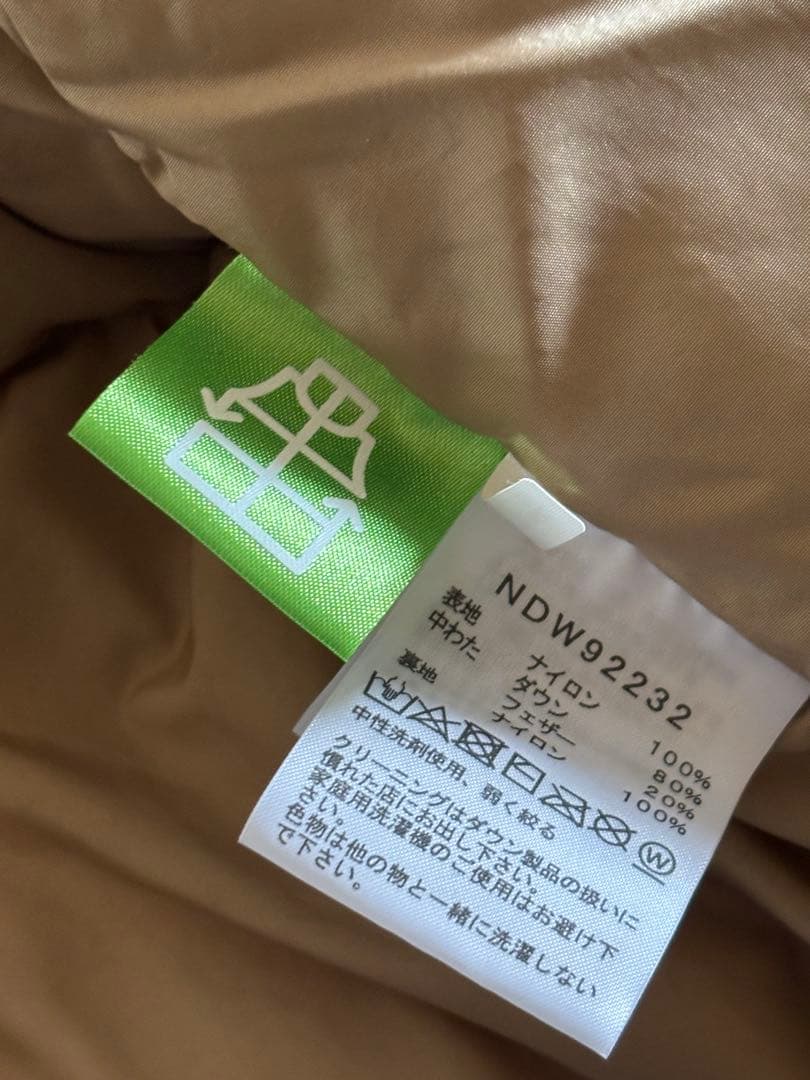 NDW92232
表地 ナイロン 100%
中わた ダウン 80%
フェザー 20%
裏地 ナイロン 100%
中性洗剤使用、弱く絞る
クリーニングはダウン製品の扱いに
慣れた店にお出し下さい。
家庭用洗濯機のご使用はお避け下
さい。
色物は他の物と一緒に洗濯しない
で下さい。
W